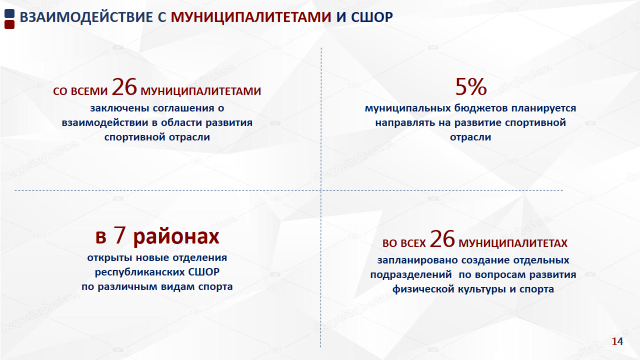 ВЗАИМОДЕЙСТВИЕ С МУНИЦИПАЛИТЕТАМИ И СШОР
СО ВСЕМИ 26 МУНИЦИПАЛИТЕТАМИ
заключены соглашения о
взаимодействии в области развития
спортивной отрасли
5%
муниципальных бюджетов планируется
направлять на развитие спортивной
отрасли
в 7 районах
открыты новые отделения
республиканских СШОР
по различным видам спорта
ВО ВСЕХ 26 МУНИЦИПАЛИТЕТАХ
запланировано создание отдельных
подразделений по вопросам развития
физической культуры и спорта
14